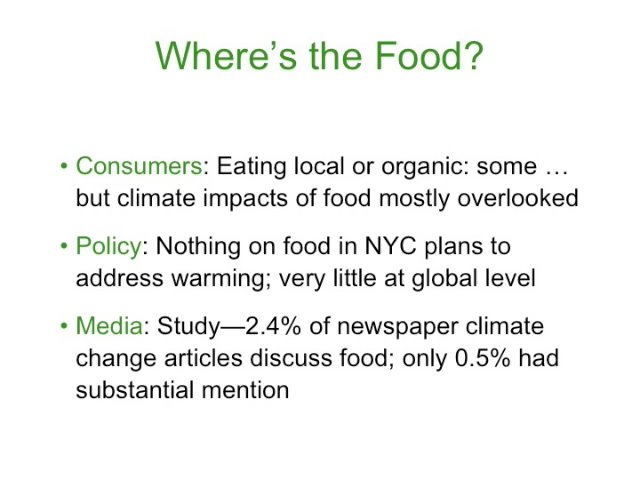 Where's the Food?
• Consumers: Eating local or organic: some …
but climate impacts of food mostly overlooked
• Policy: Nothing on food in NYC plans to
address warming; very little at global level
• Media: Study—2.4% of newspaper climate
change articles discuss food; only 0.5% had
substantial mention